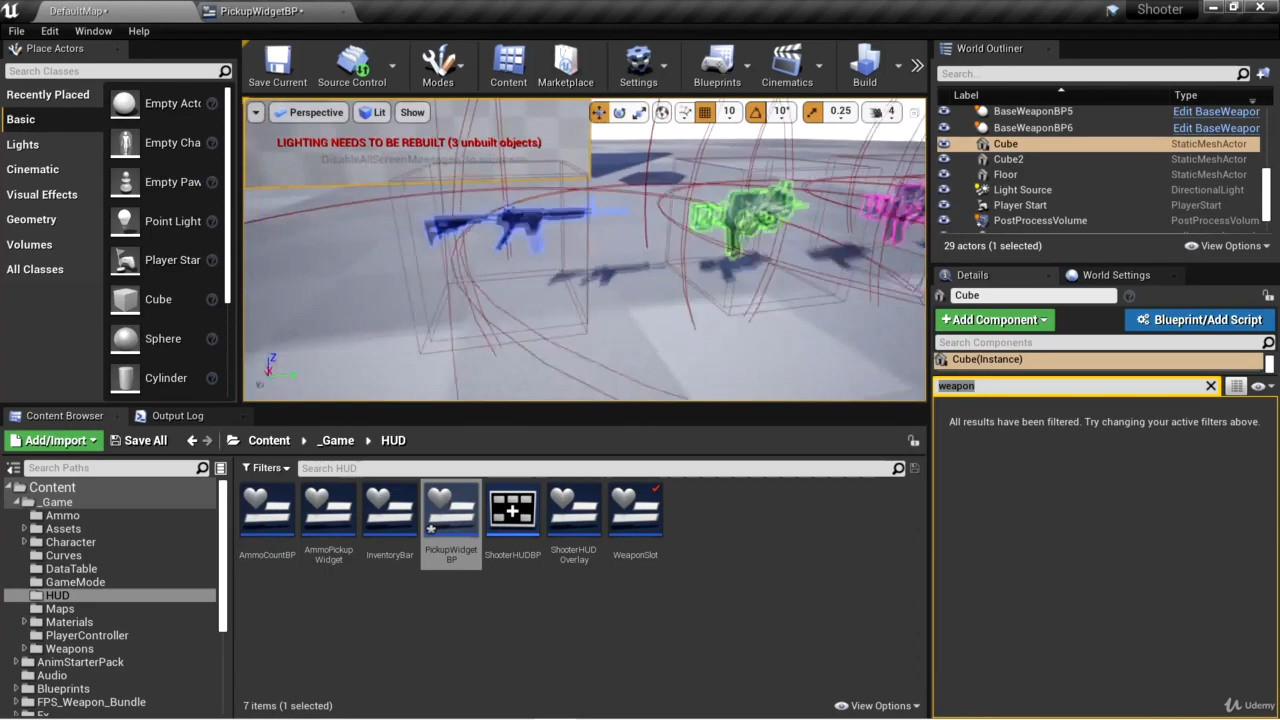 DefaultMap*
PickupWidgetBP*
Shooter
File Edit Window Help
Place Actors
Search Classes
Recently Placed
Basic
Lights
Cinematic
Visual Effects
Geometry
Volumes
All Classes
Empty Acto
Empty Cha
Empty Paw
Point Light
Player Star
Cube
Sphere
Cylinder
Save Current
Source Control
Modes
Content
Marketplace
Settings
Blueprints
Cinematics
Build
Perspective
Lit
Show
10
10°
0.25
4
LIGHTING NEEDS TO BE REBUILT (3 unbuilt objects)
Z
World Outliner
Search...
Label Type
BaseWeaponBP5 Edit BaseWeapor
BaseWeaponBP6 Edit BaseWeapor
Cube StaticMeshActor
Cube2 StaticMeshActor
Floor StaticMeshActor
Light Source DirectionalLight
Player Start PlayerStart
PostProcessVolume PostProcessVolum
29 actors (1 selected)
View Options
Details
World Settings
Cube
+Add Component
Blueprint/Add Script
Search Components
Cube(Instance)
weapon
All results have been filtered. Try changing your active filters above.
Content Browser
Output Log
Add/Import
Save All
Content
_Game
HUD
Search Paths
Filters
Search HUD
Content
_Game
Ammo
Assets
Character
Curves
DataTable
GameMode
HUD
Maps
Materials
PlayerController
Weapons
AnimStarterPack
Audio
Blueprints
FPS_Weapon_Bundle
AmmoCountBP
AmmoPickup
Widget
InventoryBar
PickupWidget
BP
ShooterHUDBP
ShooterHUD
Overlay
WeaponSlot
7 items (1 selected)
View Options
Udemy